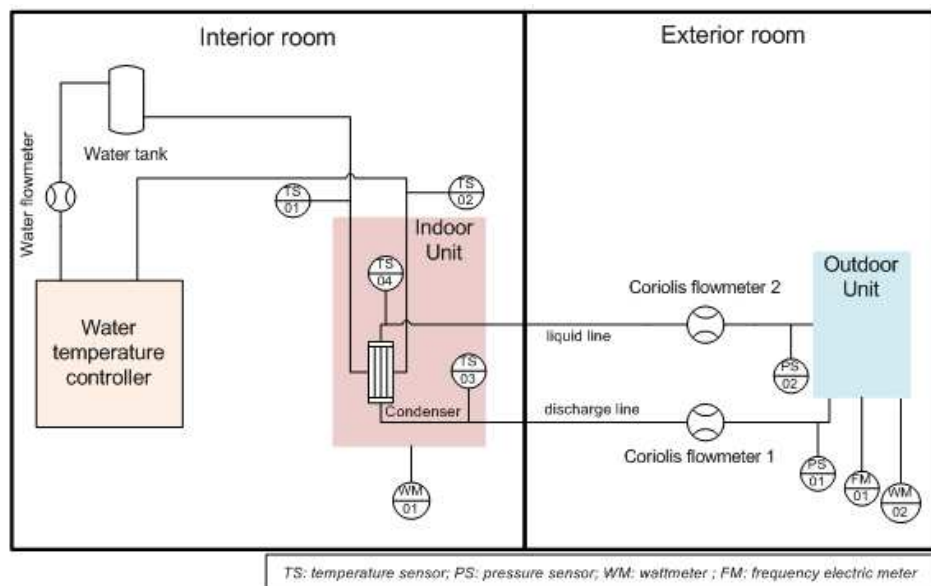 Interior room
Exterior room
Water tank
Water flowmeter
TS
01
TS
02
Indoor
Unit
TS
04
Water
temperature
controller
Condenser
TS
03
WM
01
Coriolis flowmeter 2
liquid line
PS
02
Outdoor
Unit
discharge line
Coriolis flowmeter 1
PS
01
FM
01
WM
02
TS: temperature sensor; PS: pressure sensor; WM: wattmeter ; FM: frequency electric meter